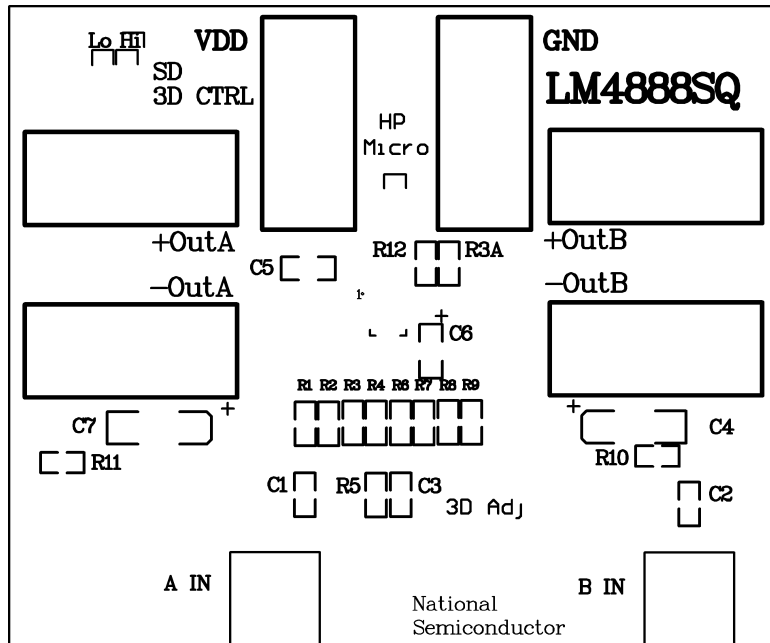 Lo Hi
VDD
GND
SD
3D CTRL
LM4888SQ
HP
Micro
+OutA
+OutB
R12
R3A
C5
-OutA
-OutB
1
+
C6
R1 R2 R3 R4 R6 R7 R8 R9
+
+
C7
C4
R11
R10
C1
R5
C3
C2
3D Adj
A IN
B IN
National
Semiconductor